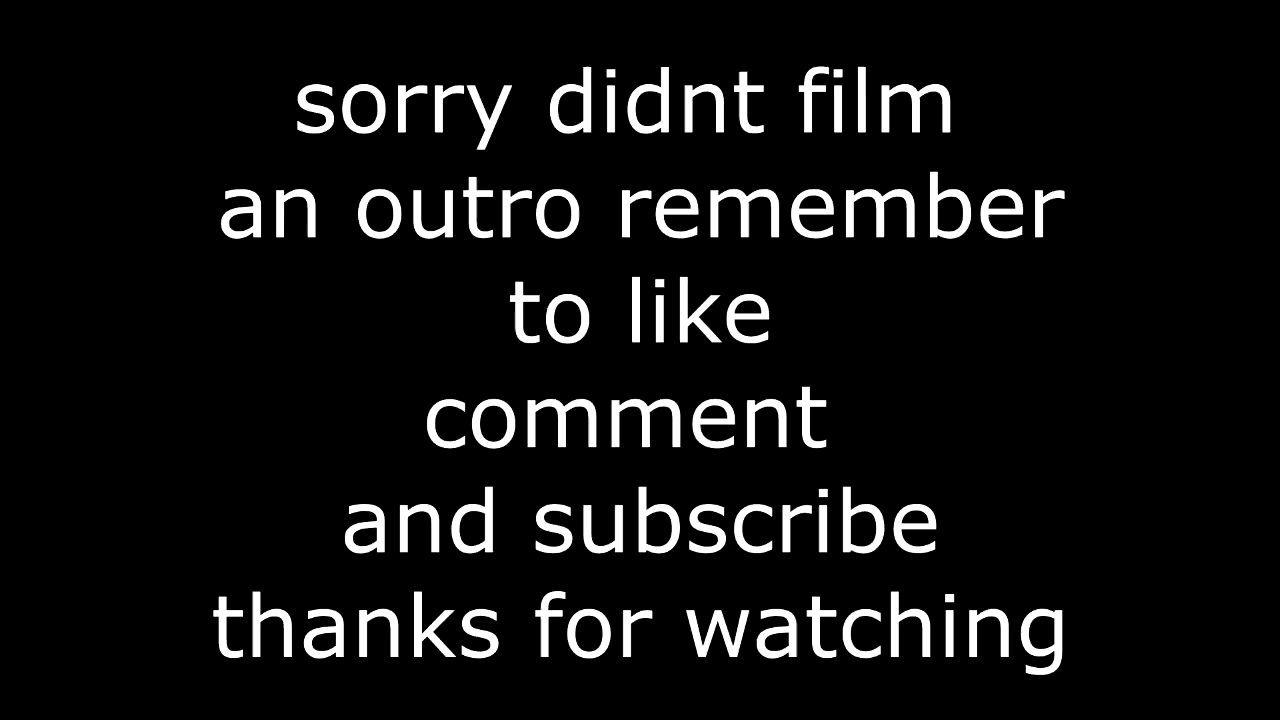 sorry didnt film
an outro remember
to like
comment
and subscribe
thanks for watching